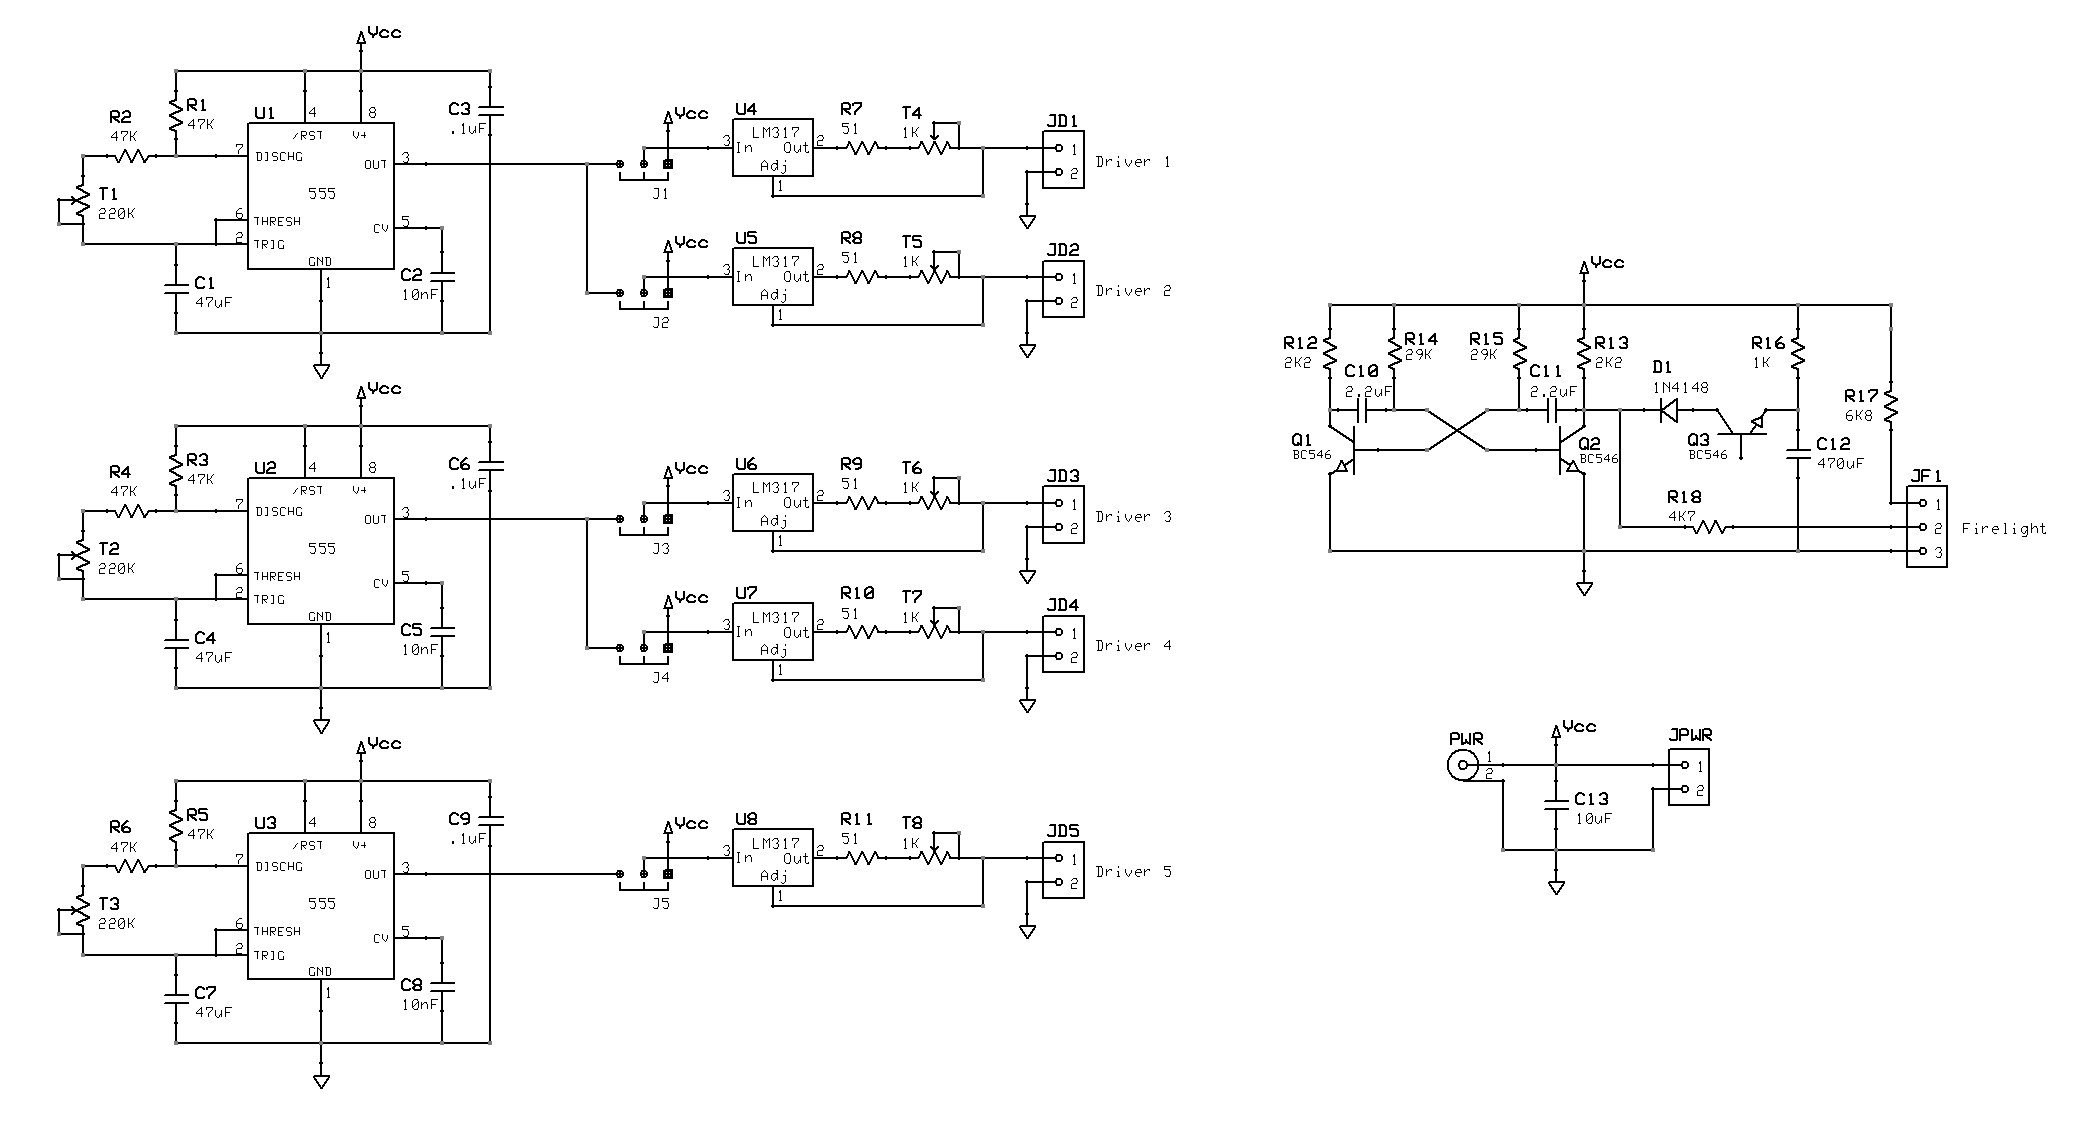 Vcc
R1
47K
R2
47K
T1
220K
C1
47uF
U1
4
8
/RST
V+
7
DISCHG
OUT
3
555
6
THRESH
2
TRIG
CV
5
GND
1
C2
10nF
C3
.1uF
Vcc
J1
U4
LM317
3
In
Out
2
Adj
1
R7
51
T4
1K
JD1
1
2
Driver 1
Vcc
J2
U5
LM317
3
In
Out
2
Adj
1
R8
51
T5
1K
JD2
1
2
Driver 2
Vcc
R3
47K
R4
47K
T2
220K
C4
47uF
U2
4
8
/RST
V+
7
DISCHG
OUT
3
555
6
THRESH
2
TRIG
CV
5
GND
1
C5
10nF
C6
.1uF
Vcc
J3
U6
LM317
3
In
Out
2
Adj
1
R9
51
T6
1K
JD3
1
2
Driver 3
Vcc
J4
U7
LM317
3
In
Out
2
Adj
1
R10
51
T7
1K
JD4
1
2
Driver 4
Vcc
R5
47K
R6
47K
T3
220K
C7
47uF
U3
4
8
/RST
V+
7
DISCHG
OUT
3
555
6
THRESH
2
TRIG
CV
5
GND
1
C8
10nF
C9
.1uF
Vcc
J5
U8
LM317
3
In
Out
2
Adj
1
R11
51
T8
1K
JD5
1
2
Driver 5
Vcc
R12
2K2
R14
29K
R15
29K
R13
2K2
C10
2.2uF
C11
2.2uF
Q1
BC546
Q2
BC546
D1
1N4148
Q3
BC546
R16
1K
C12
470uF
R17
6K8
R18
4K7
JF1
1
2
3
Firelight
Vcc
PWR
1
2
C13
10uF
JPWR
1
2